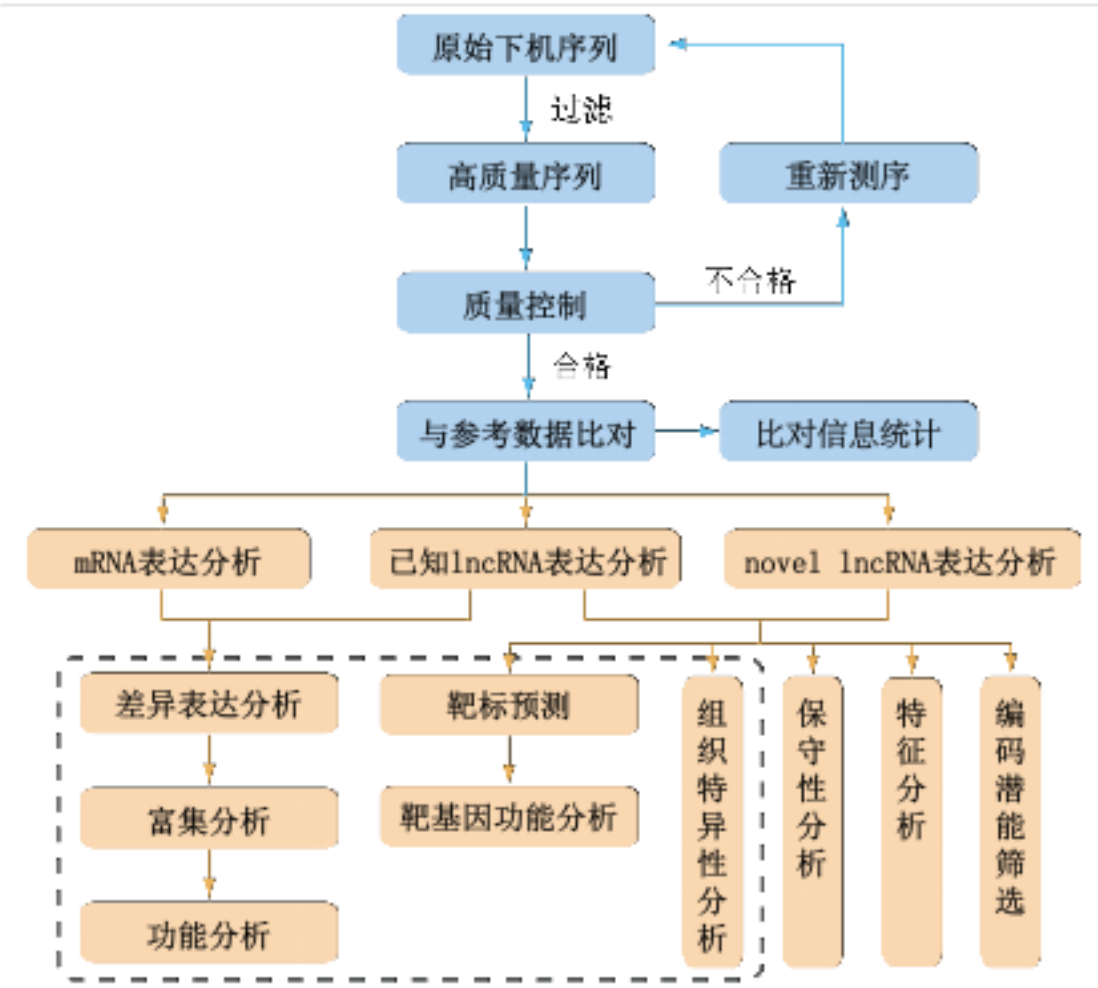 原始下机序列
过滤
高质量序列
重新测序
质量控制
不合格
合格
与参考数据比对
比对信息统计
mRNA表达分析
已知lncRNA表达分析
novel lncRNA表达分析
差异表达分析
靶标预测
组织特异性分析
保守性分析
特征分析
编码潜能筛选
富集分析
靶基因功能分析
功能分析